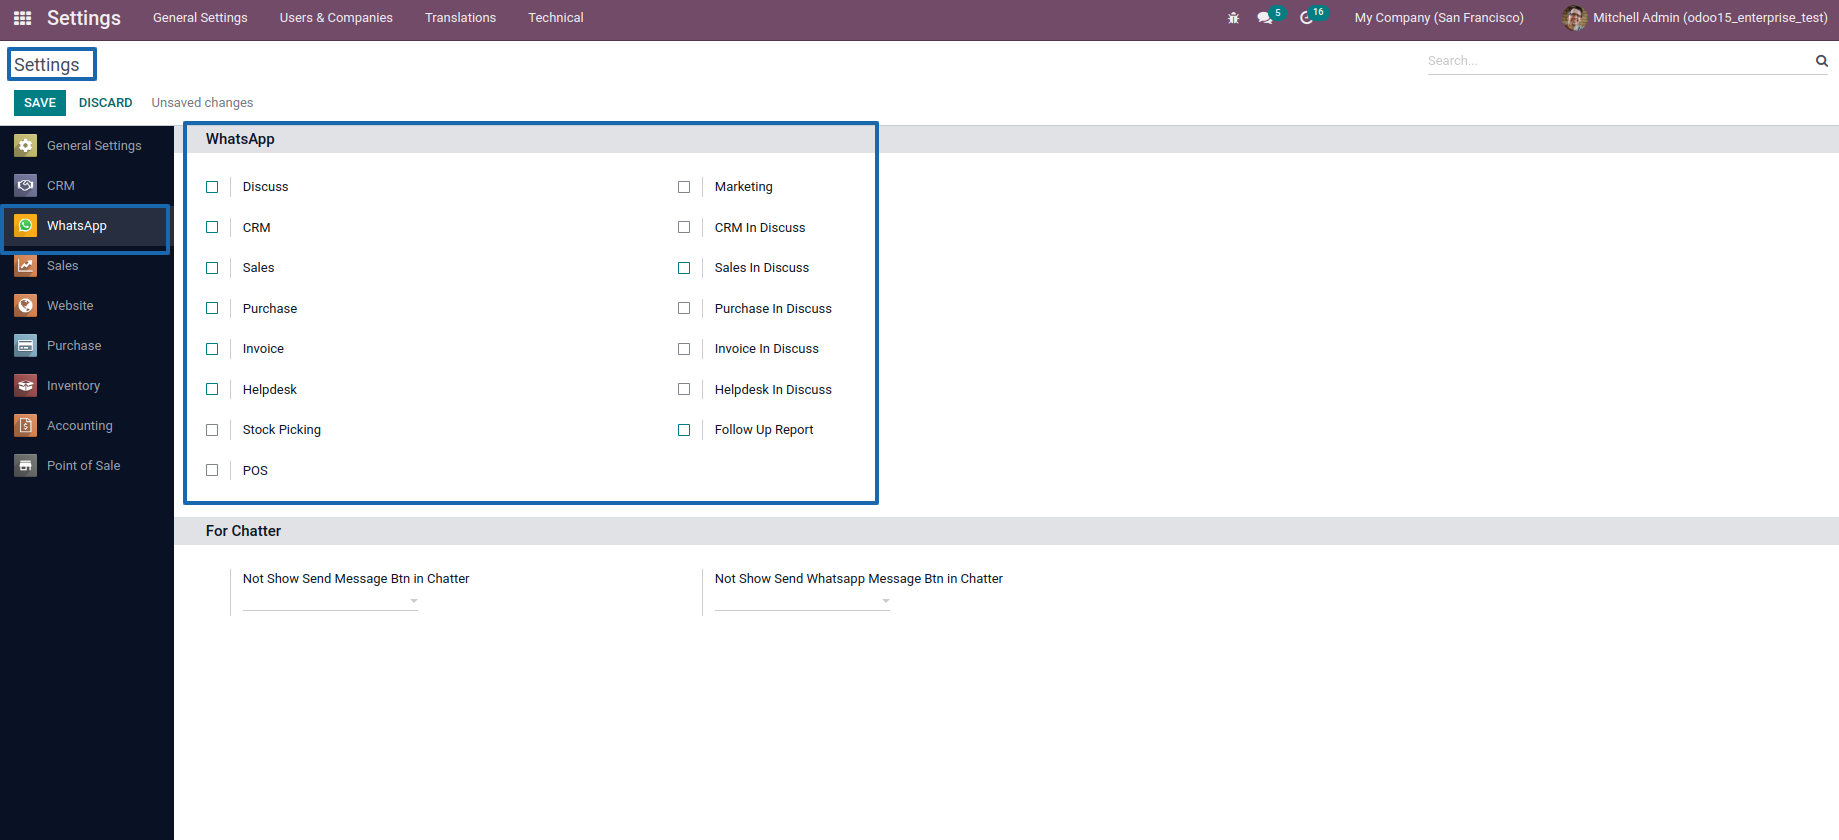 Settings General Settings Users & Companies Translations Technical 5 16 My Company (San Francisco) Mitchell Admin (odoo15_enterprise_test)
Settings
Search...
SAVE DISCARD Unsaved changes
General Settings
CRM
WhatsApp
Sales
Website
Purchase
Inventory
Accounting
Point of Sale
WhatsApp
Discuss Marketing
CRM CRM In Discuss
Sales Sales In Discuss
Purchase Purchase In Discuss
Invoice Invoice In Discuss
Helpdesk Helpdesk In Discuss
Stock Picking Follow Up Report
POS
For Chatter
Not Show Send Message Btn in Chatter Not Show Send Whatsapp Message Btn in Chatter